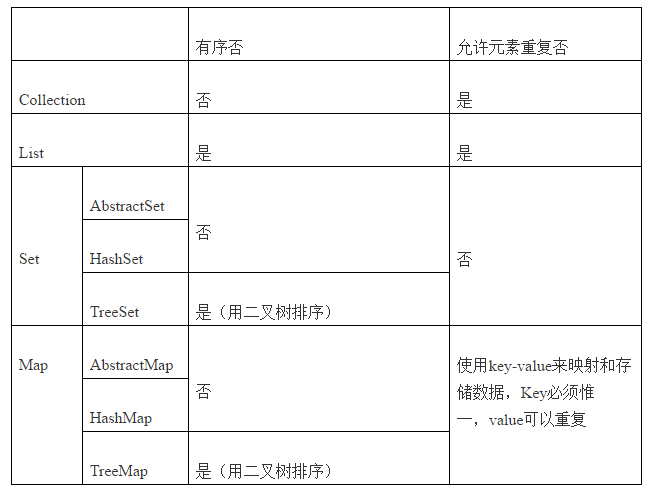 有序否 允许元素重复否
Collection 否 是
List 是 是
AbstractSet
否
Set HashSet 否
TreeSet 是（用二叉树排序）
Map AbstractMap 使用key-value来映射和存
否 储数据，Key必须惟
HashMap 一，value可以重复
TreeMap 是（用二叉树排序）